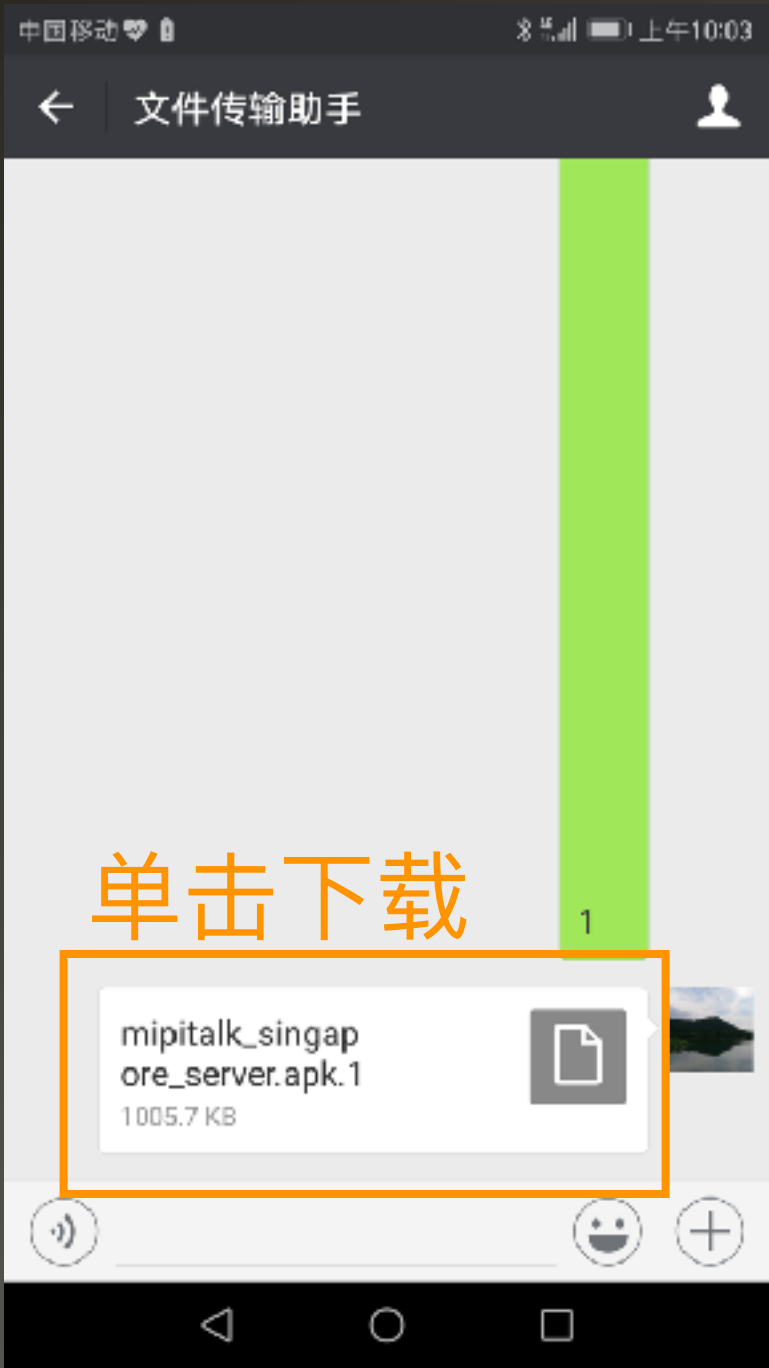 中国移动
上午10:03
文件传输助手
1
单击下载
mipitalk_singap
ore_server.apk.1
1005.7 KB